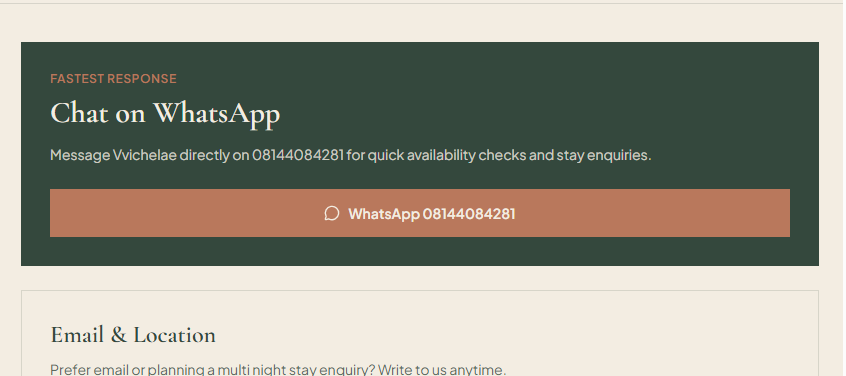 FASTEST RESPONSE
Chat on WhatsApp
Message Vvichelae directly on 08144084281 for quick availability checks and stay enquiries.
WhatsApp 08144084281
Email & Location
Prefer email or planning a multi night stay enquiry? Write to us anytime.